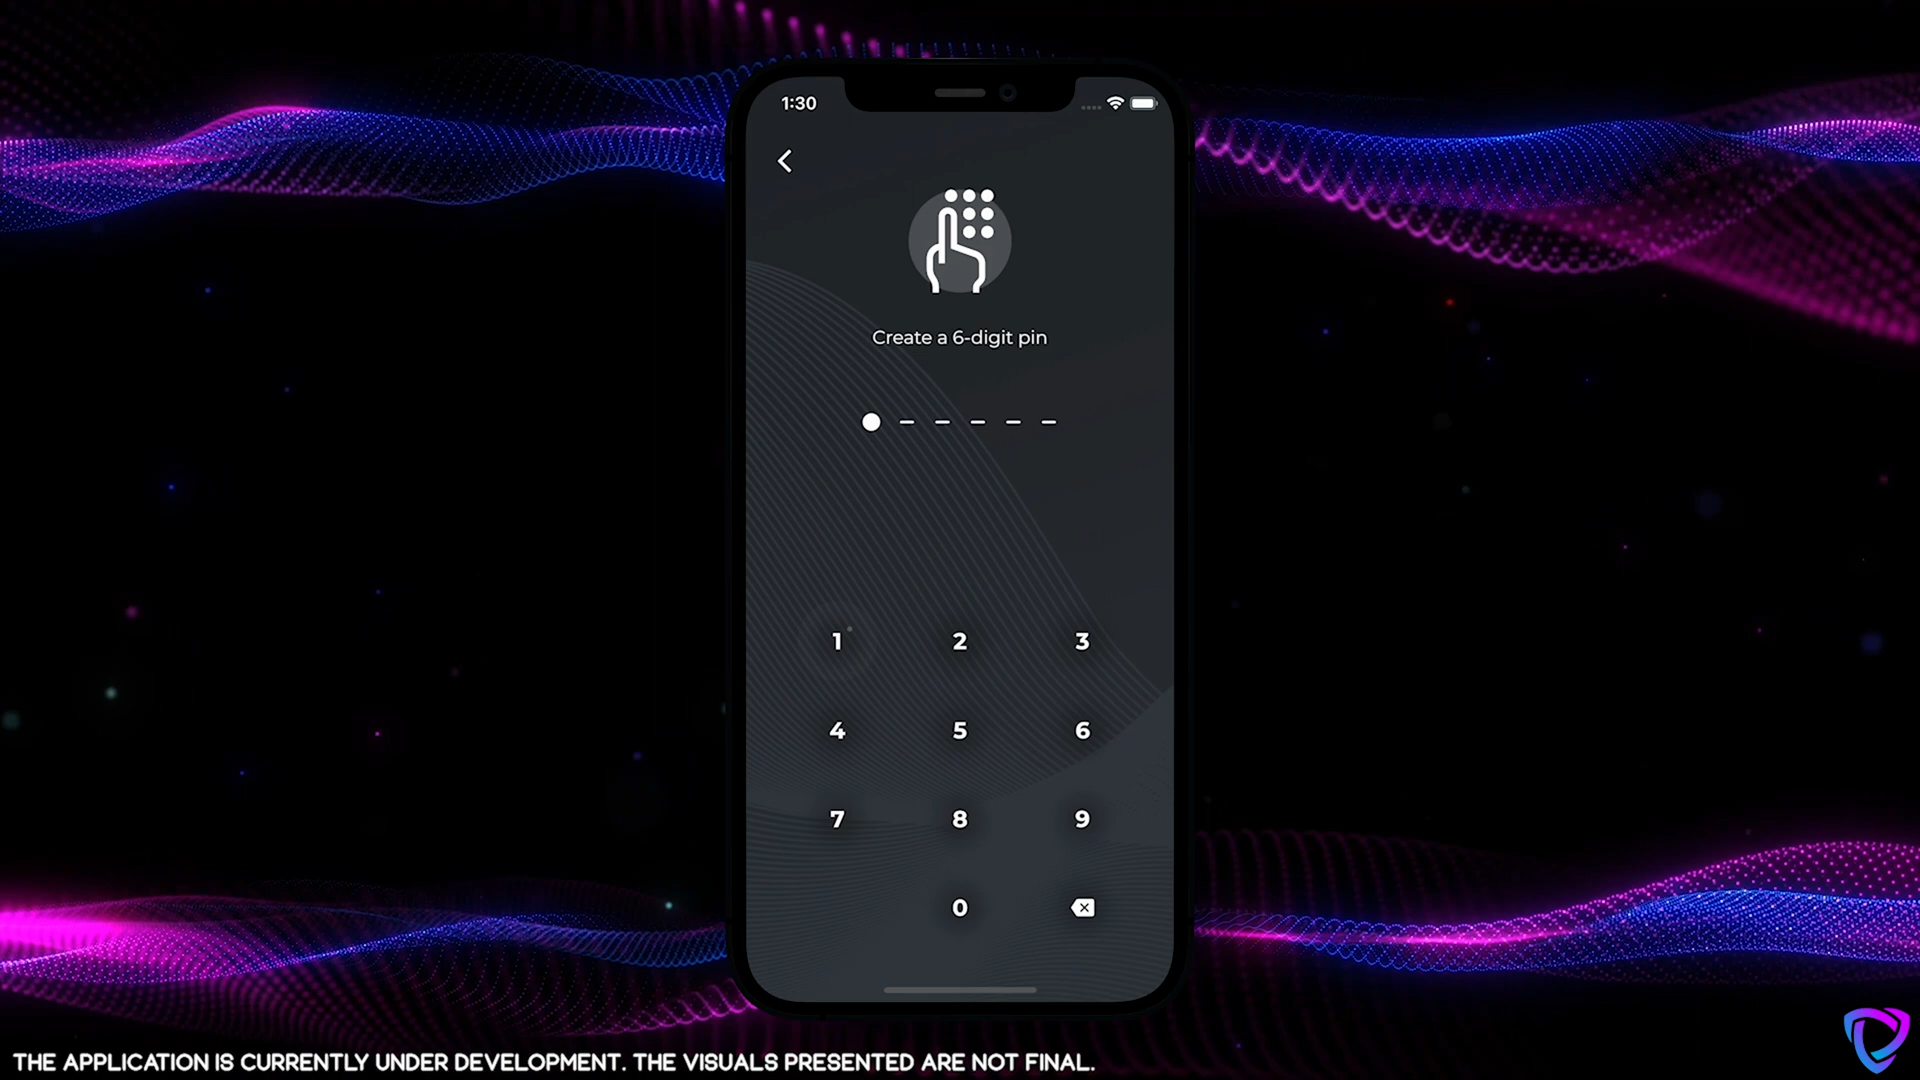 1:30
Create a 6-digit pin
1 2 3
4 5 6
7 8 9
0
THE APPLICATION IS CURRENTLY UNDER DEVELOPMENT. THE VISUALS PRESENTED ARE NOT FINAL.